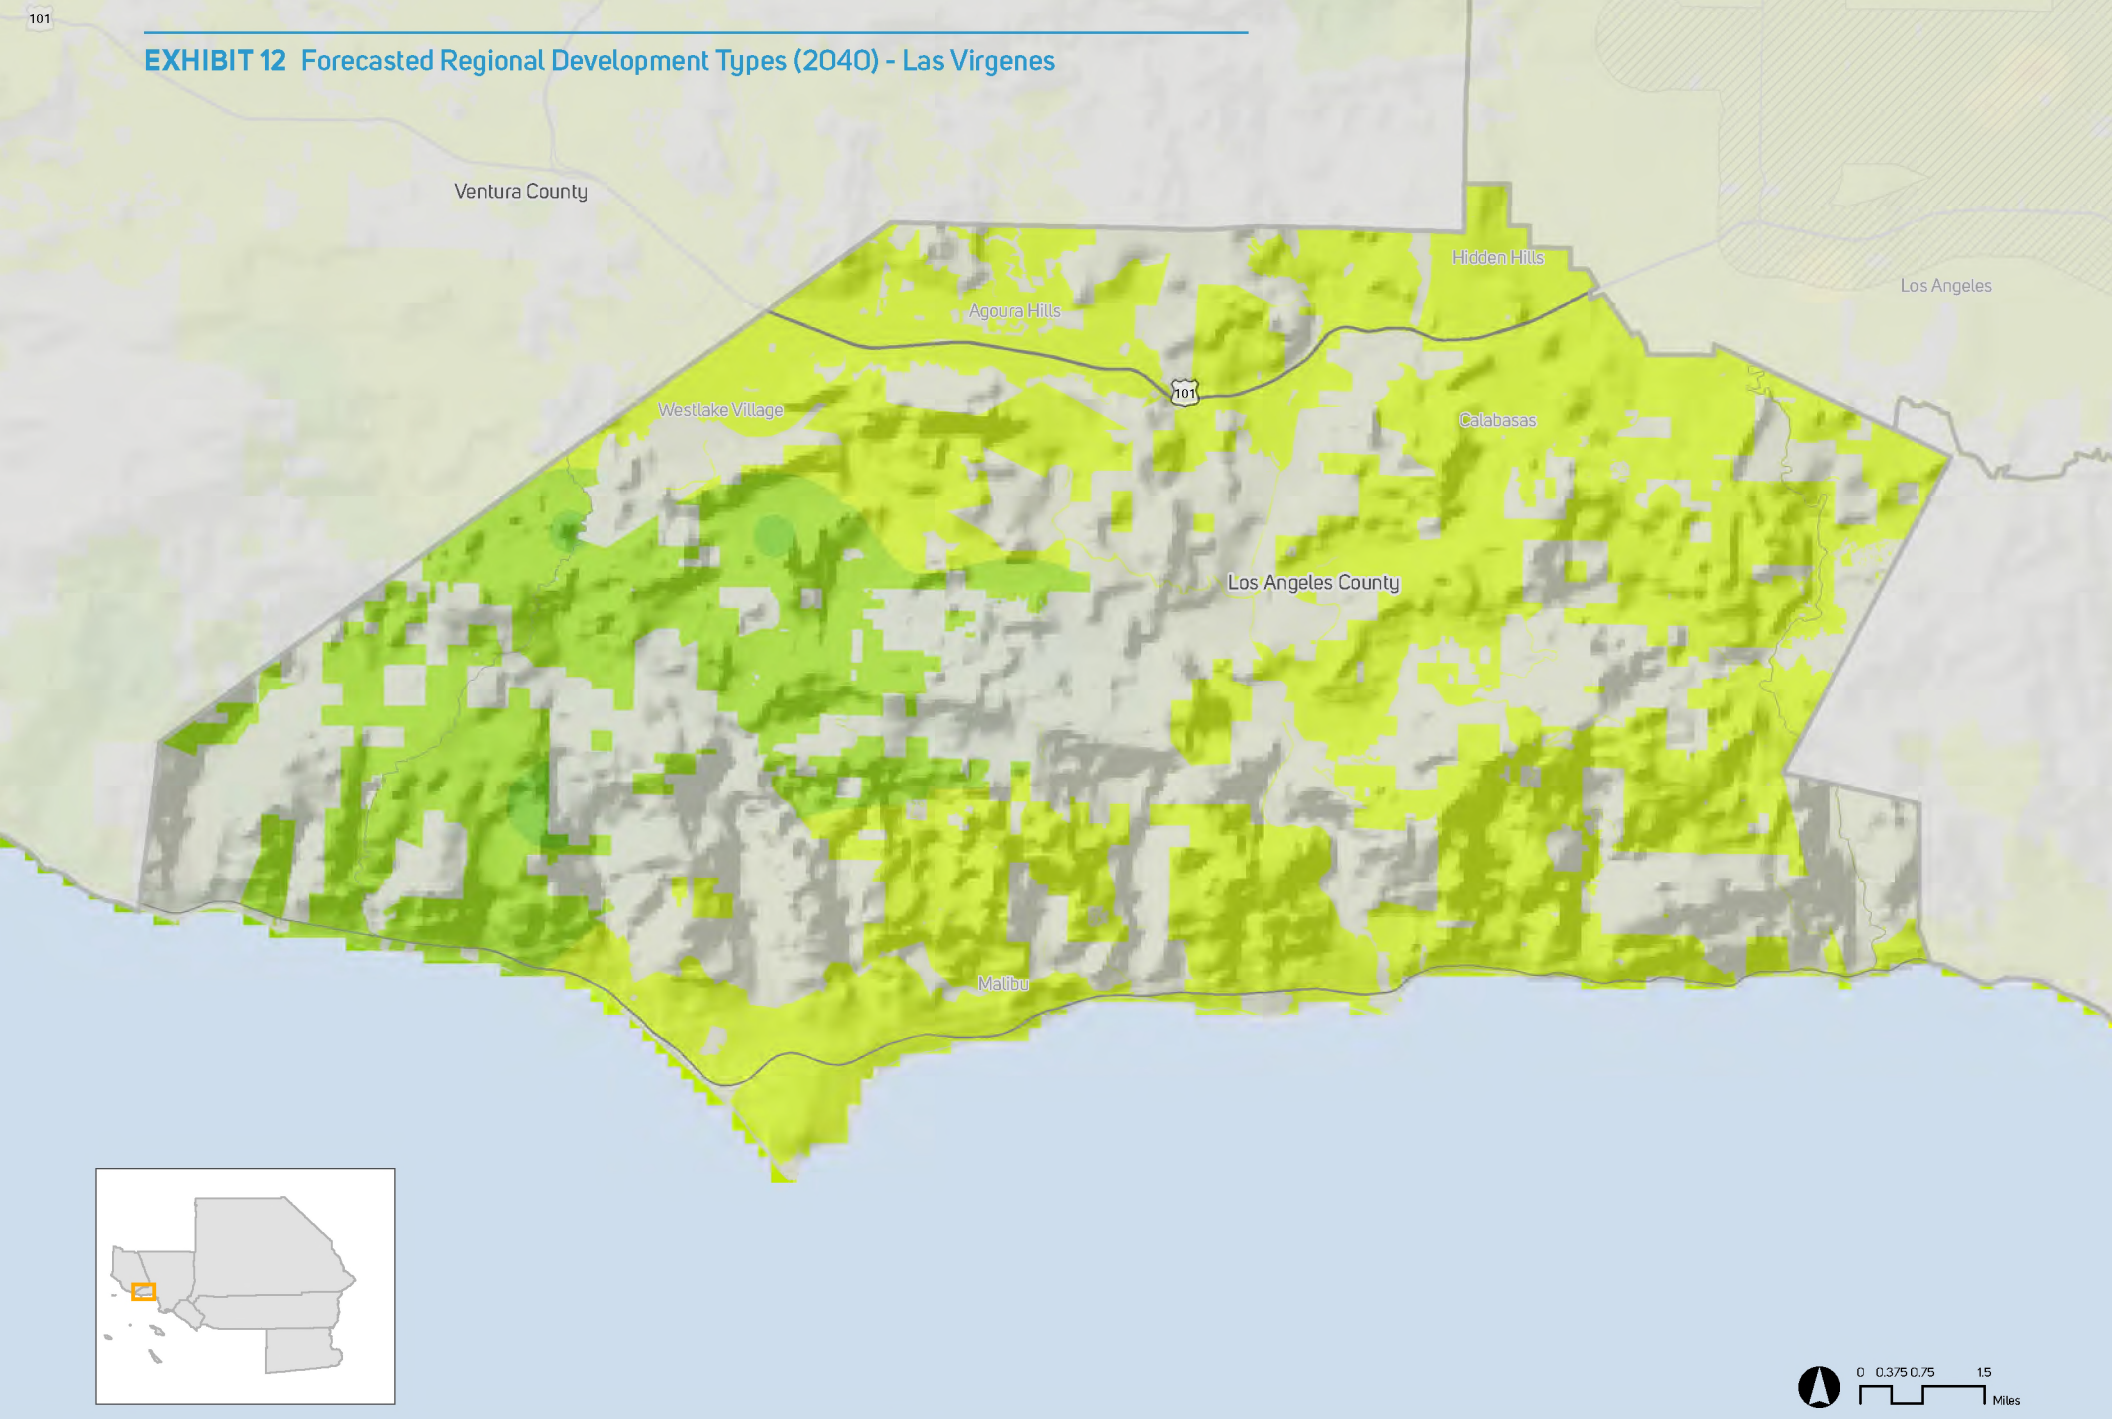 101
EXHIBIT 12 Forecasted Regional Development Types (2040) - Las Virgenes
Ventura County
Hidden Hills
Los Angeles
Agoura Hills
101
Westlake Village
Calabasas
Los Angeles County
Malibu
0 0.375 0.75 1.5
Miles